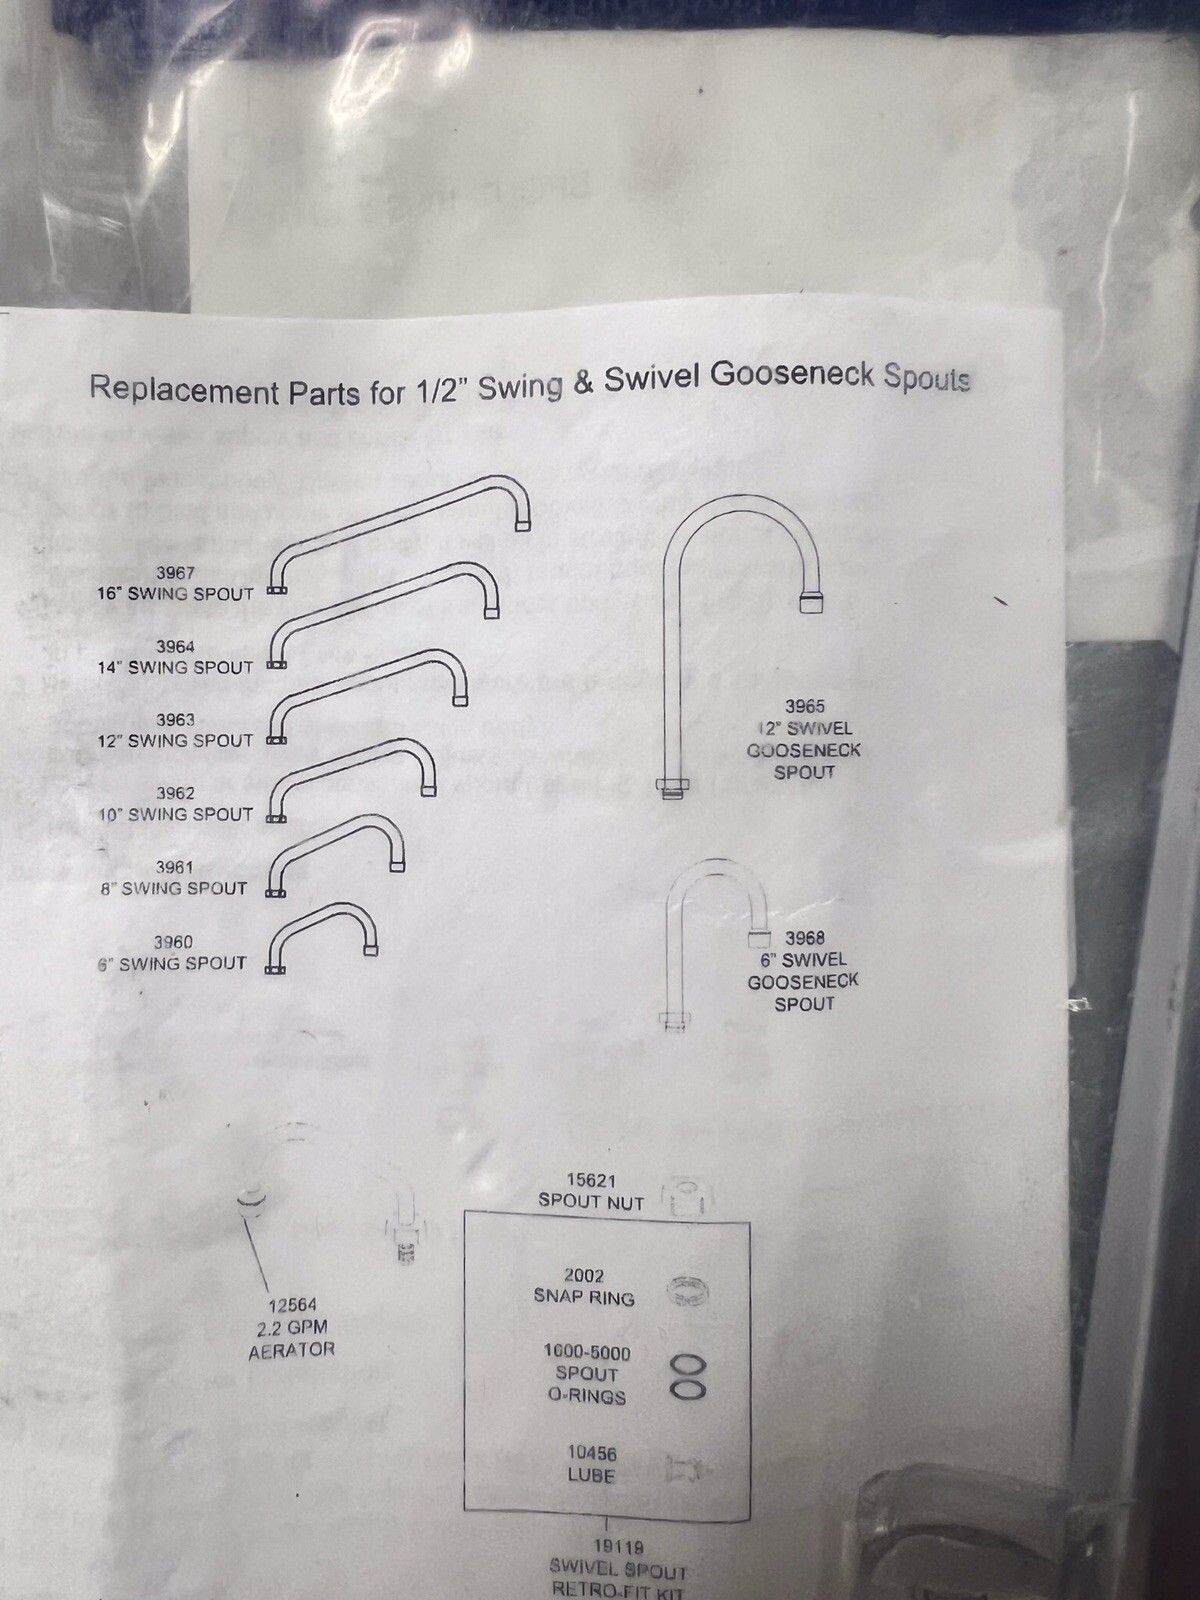 Replacement Parts for 1/2" Swing & Swivel Gooseneck Spouts
3967
16" SWING SPOUT
3964
14" SWING SPOUT
3963
12" SWING SPOUT
3962
10" SWING SPOUT
3961
8" SWING SPOUT
3960
6" SWING SPOUT
3965
12" SWIVEL
GOOSENECK
SPOUT
3968
6" SWIVEL
GOOSENECK
SPOUT
12564
2.2 GPM
AERATOR
15621
SPOUT NUT
2002
SNAP RING
1000-5000
SPOUT
O-RINGS
10456
LUBE
19119
SWIVEL SPOUT
RETRO-FIT KIT